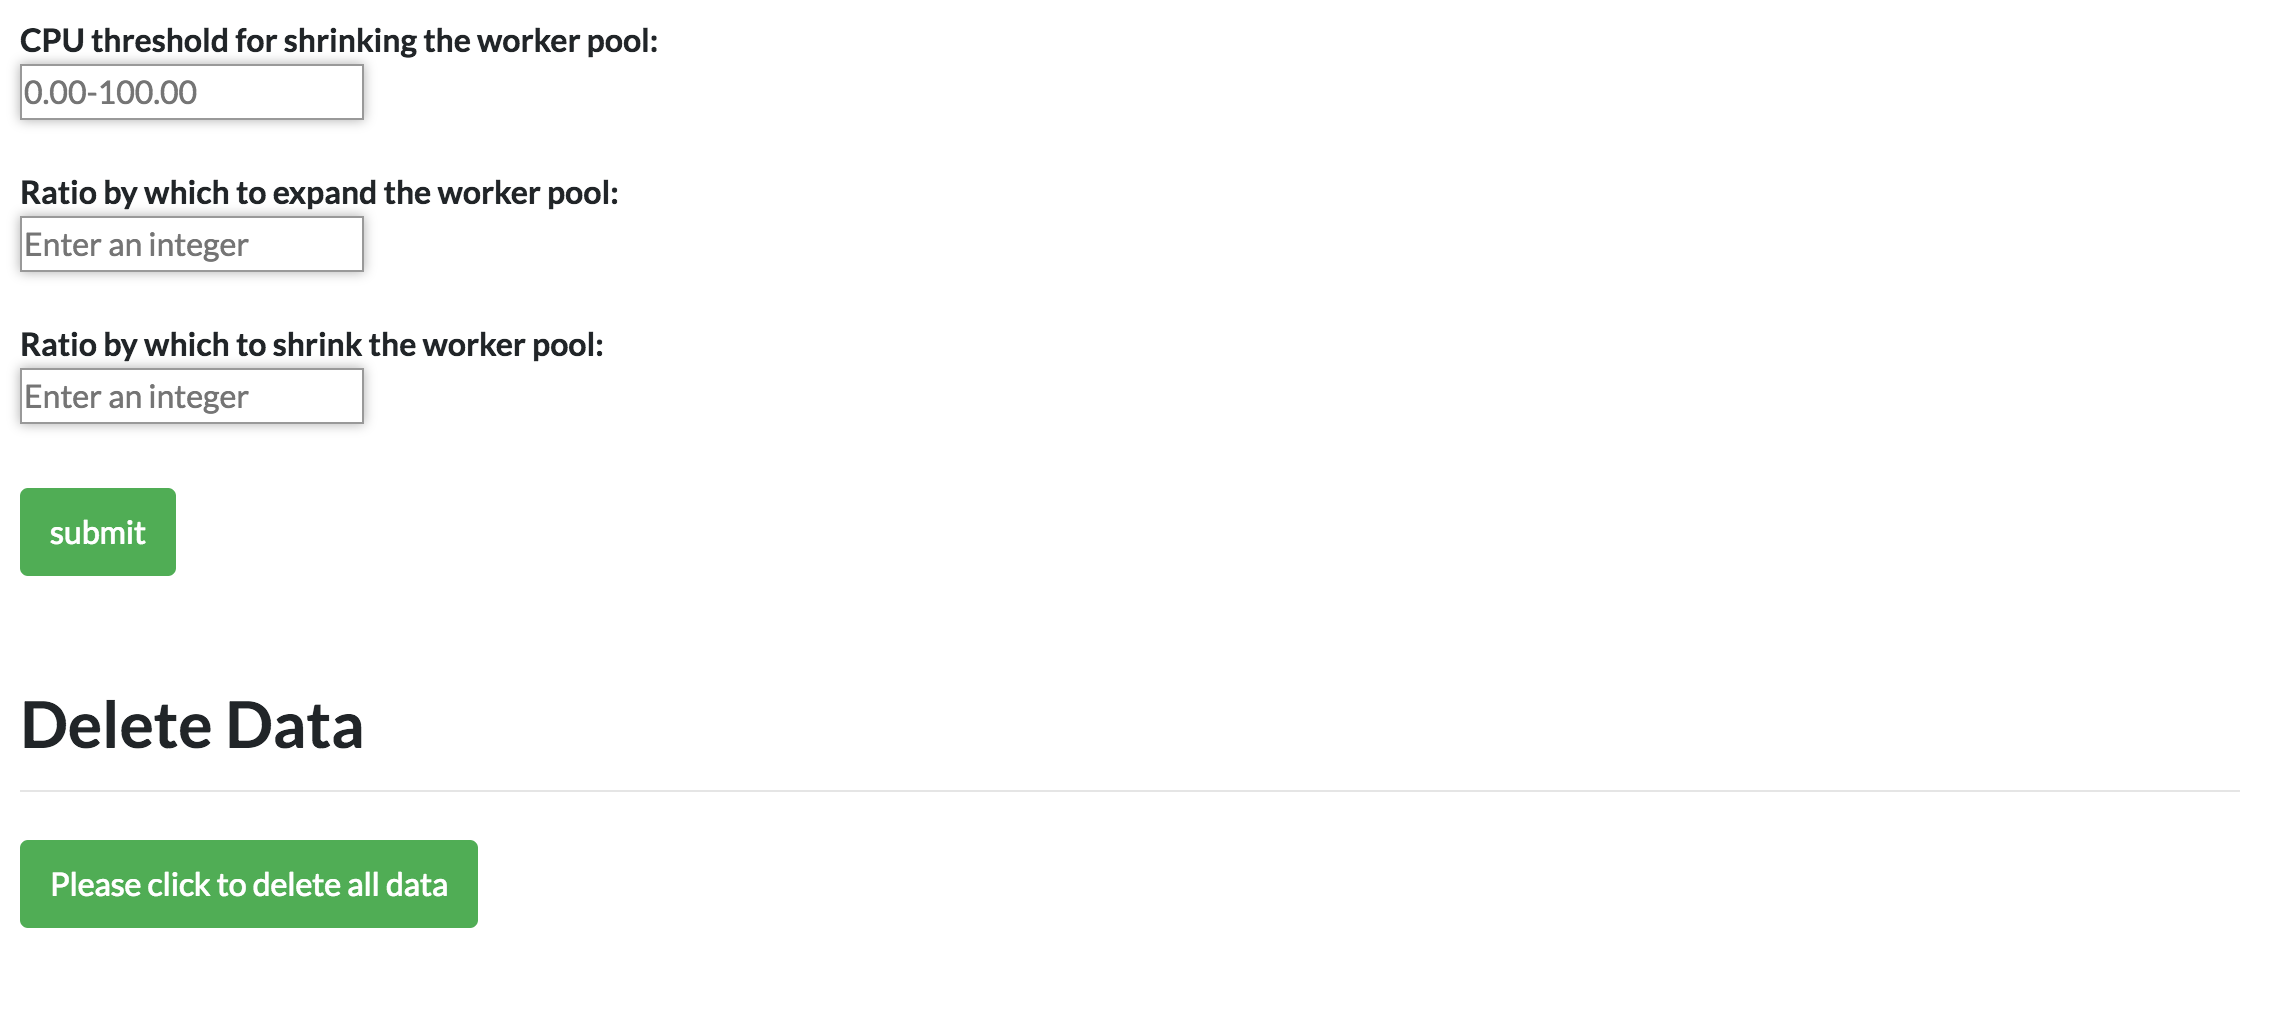 CPU threshold for shrinking the worker pool:
0.00-100.00
Ratio by which to expand the worker pool:
Enter an integer
Ratio by which to shrink the worker pool:
Enter an integer
submit
Delete Data
Please click to delete all data